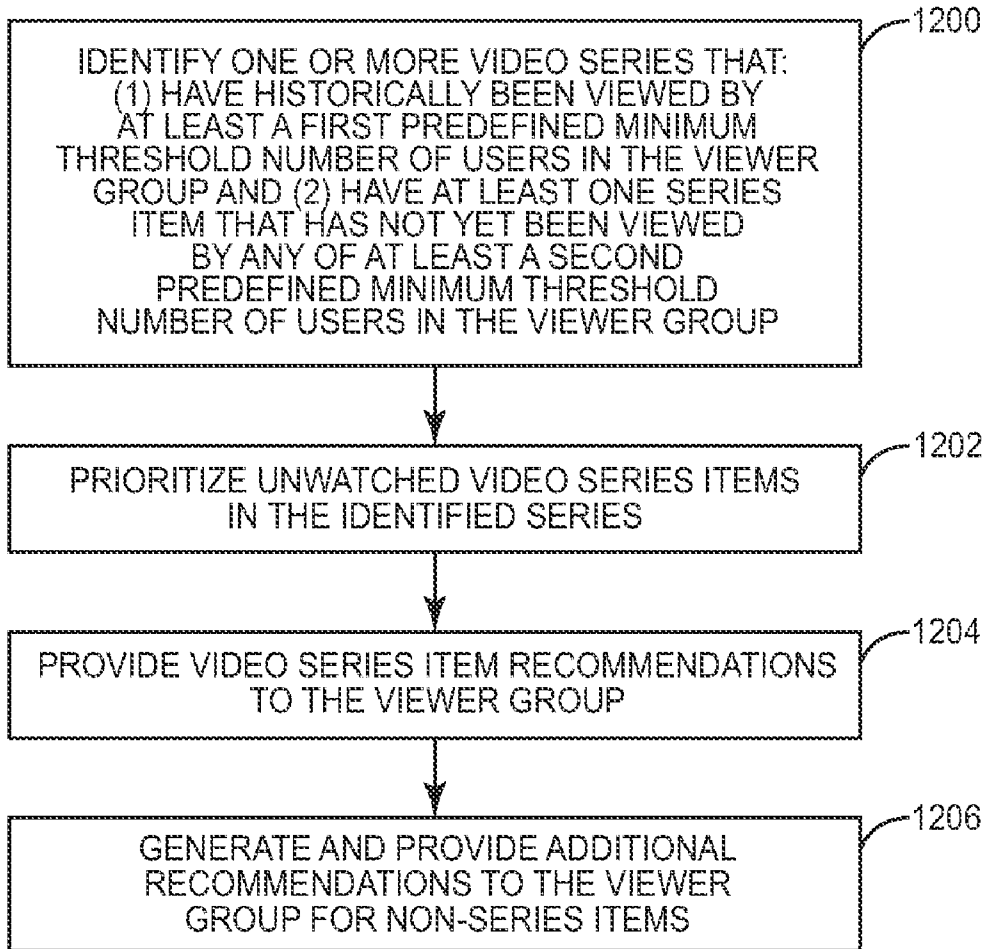 1200
IDENTIFY ONE OR MORE VIDEO SERIES THAT:
(1) HAVE HISTORICALLY BEEN VIEWED BY
AT LEAST A FIRST PREDEFINED MINIMUM
THRESHOLD NUMBER OF USERS IN THE VIEWER
GROUP AND (2) HAVE AT LEAST ONE SERIES
ITEM THAT HAS NOT YET BEEN VIEWED
BY ANY OF AT LEAST A SECOND
PREDEFINED MINIMUM THRESHOLD
NUMBER OF USERS IN THE VIEWER GROUP
1202
PRIORITIZE UNWATCHED VIDEO SERIES ITEMS
IN THE IDENTIFIED SERIES
1204
PROVIDE VIDEO SERIES ITEM RECOMMENDATIONS
TO THE VIEWER GROUP
1206
GENERATE AND PROVIDE ADDITIONAL
RECOMMENDATIONS TO THE VIEWER
GROUP FOR NON-SERIES ITEMS